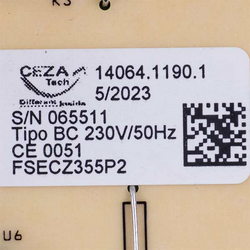 CEZA
Tech
Different Inside
14064.1190.1
5/2023
S/N 065511
Tipo BC 230V/50Hz
CE 0051
FSECZ355P2
U6